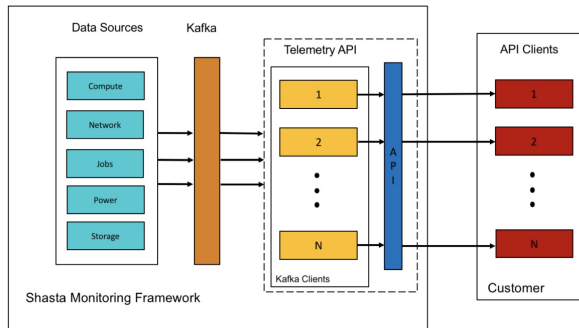 Data Sources
Kafka
Telemetry API
API Clients
Compute
Network
Jobs
Power
Storage
1
2
N
Kafka Clients
API
1
2
N
Shasta Monitoring Framework
Customer